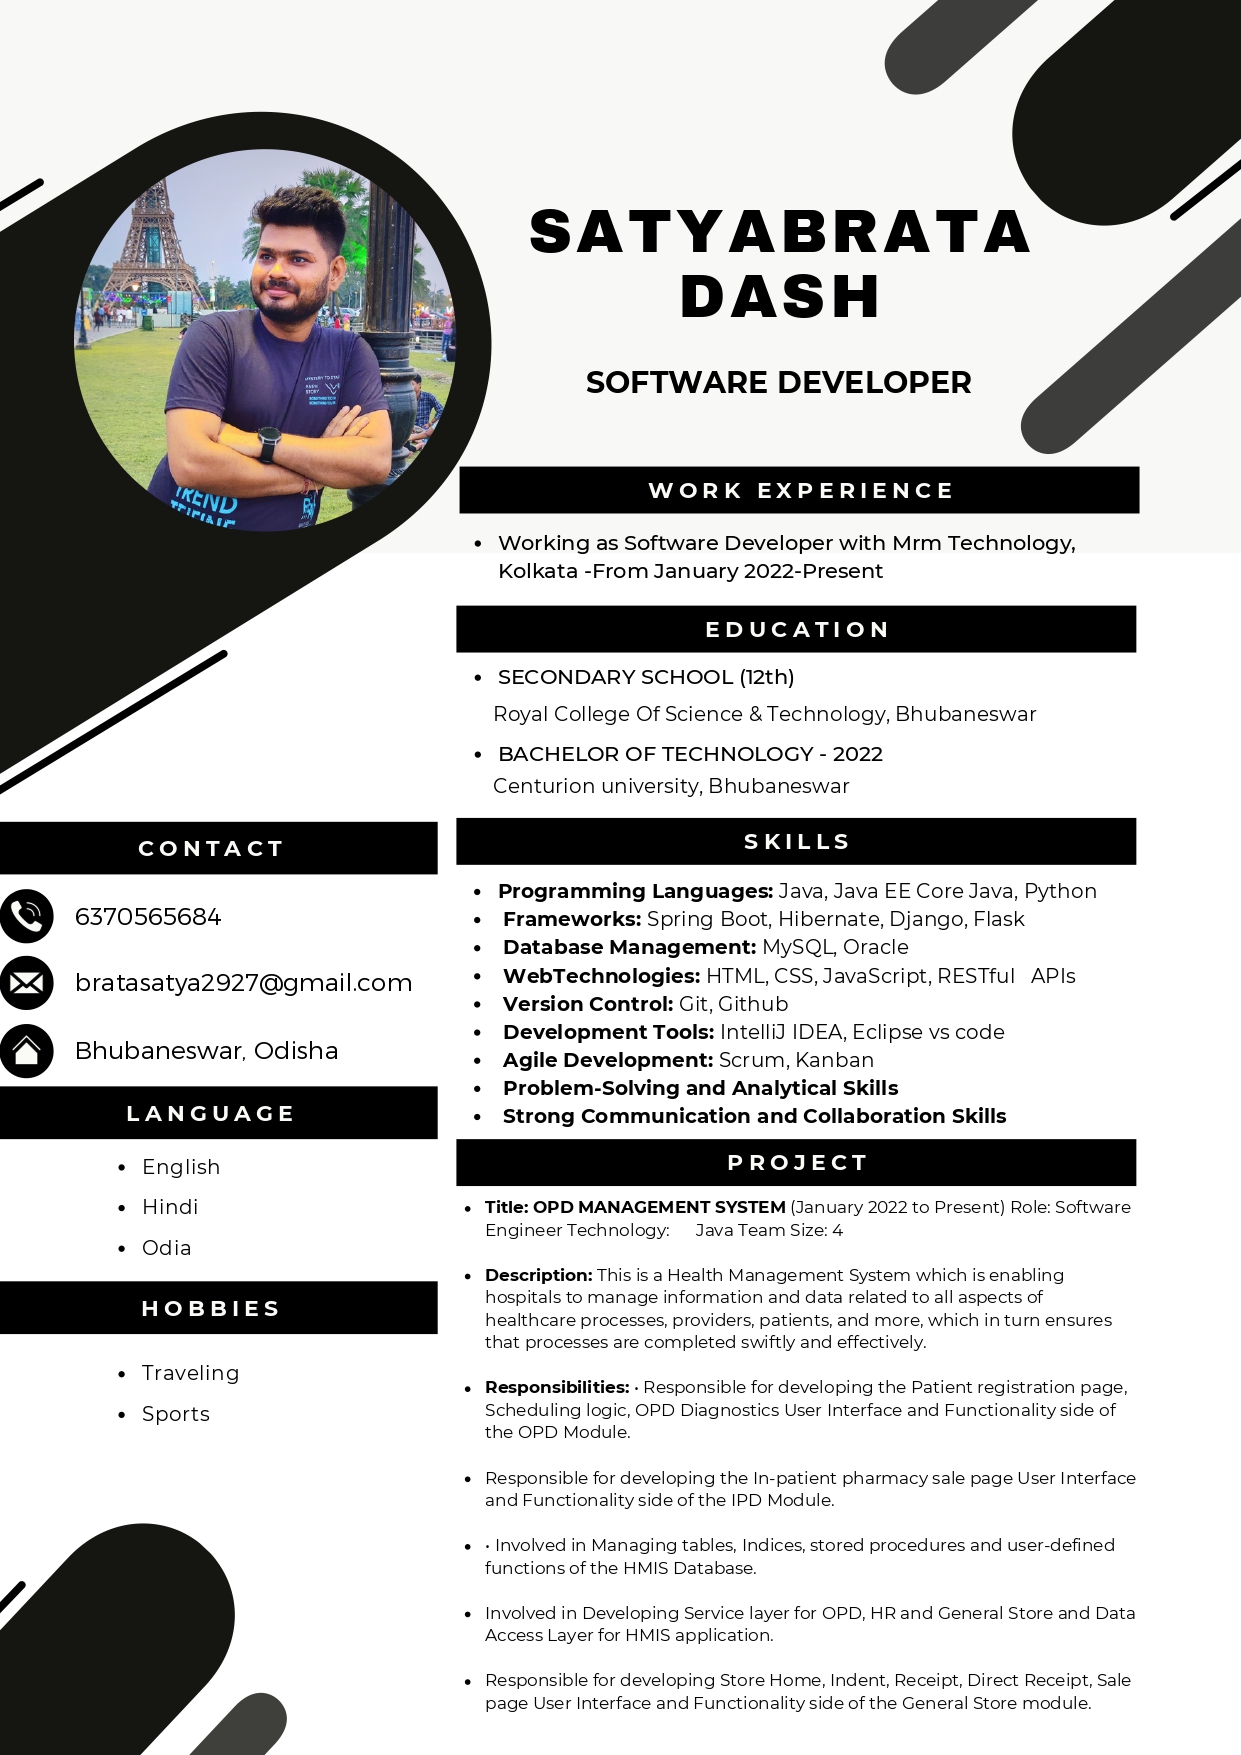 SATYABRATA
DASH
SOFTWARE DEVELOPER
WORK EXPERIENCE
• Working as Software Developer with Mrm Technology,
Kolkata -From January 2022-Present
EDUCATION
• SECONDARY SCHOOL (12th)
Royal College Of Science & Technology, Bhubaneswar
• BACHELOR OF TECHNOLOGY - 2022
Centurion university, Bhubaneswar
CONTACT
6370565684
bratasatya2927@gmail.com
Bhubaneswar, Odisha
LANGUAGE
• English
• Hindi
• Odia
HOBBIES
• Traveling
• Sports
SKILLS
• Programming Languages: Java, Java EE Core Java, Python
• Frameworks: Spring Boot, Hibernate, Django, Flask
• Database Management: MySQL, Oracle
• WebTechnologies: HTML, CSS, JavaScript, RESTful APIs
• Version Control: Git, Github
• Development Tools: IntelliJ IDEA, Eclipse vs code
• Agile Development: Scrum, Kanban
• Problem-Solving and Analytical Skills
• Strong Communication and Collaboration Skills
PROJECT
• Title: OPD MANAGEMENT SYSTEM (January 2022 to Present) Role: Software
Engineer Technology: Java Team Size: 4
• Description: This is a Health Management System which is enabling
hospitals to manage information and data related to all aspects of
healthcare processes, providers, patients, and more, which in turn ensures
that processes are completed swiftly and effectively.
• Responsibilities: • Responsible for developing the Patient registration page,
Scheduling logic, OPD Diagnostics User Interface and Functionality side of
the OPD Module.
• Responsible for developing the In-patient pharmacy sale page User Interface
and Functionality side of the IPD Module.
• • Involved in Managing tables, Indices, stored procedures and user-defined
functions of the HMIS Database.
• Involved in Developing Service layer for OPD, HR and General Store and Data
Access Layer for HMIS application.
• Responsible for developing Store Home, Indent, Receipt, Direct Receipt, Sale
page User Interface and Functionality side of the General Store module.
TREND